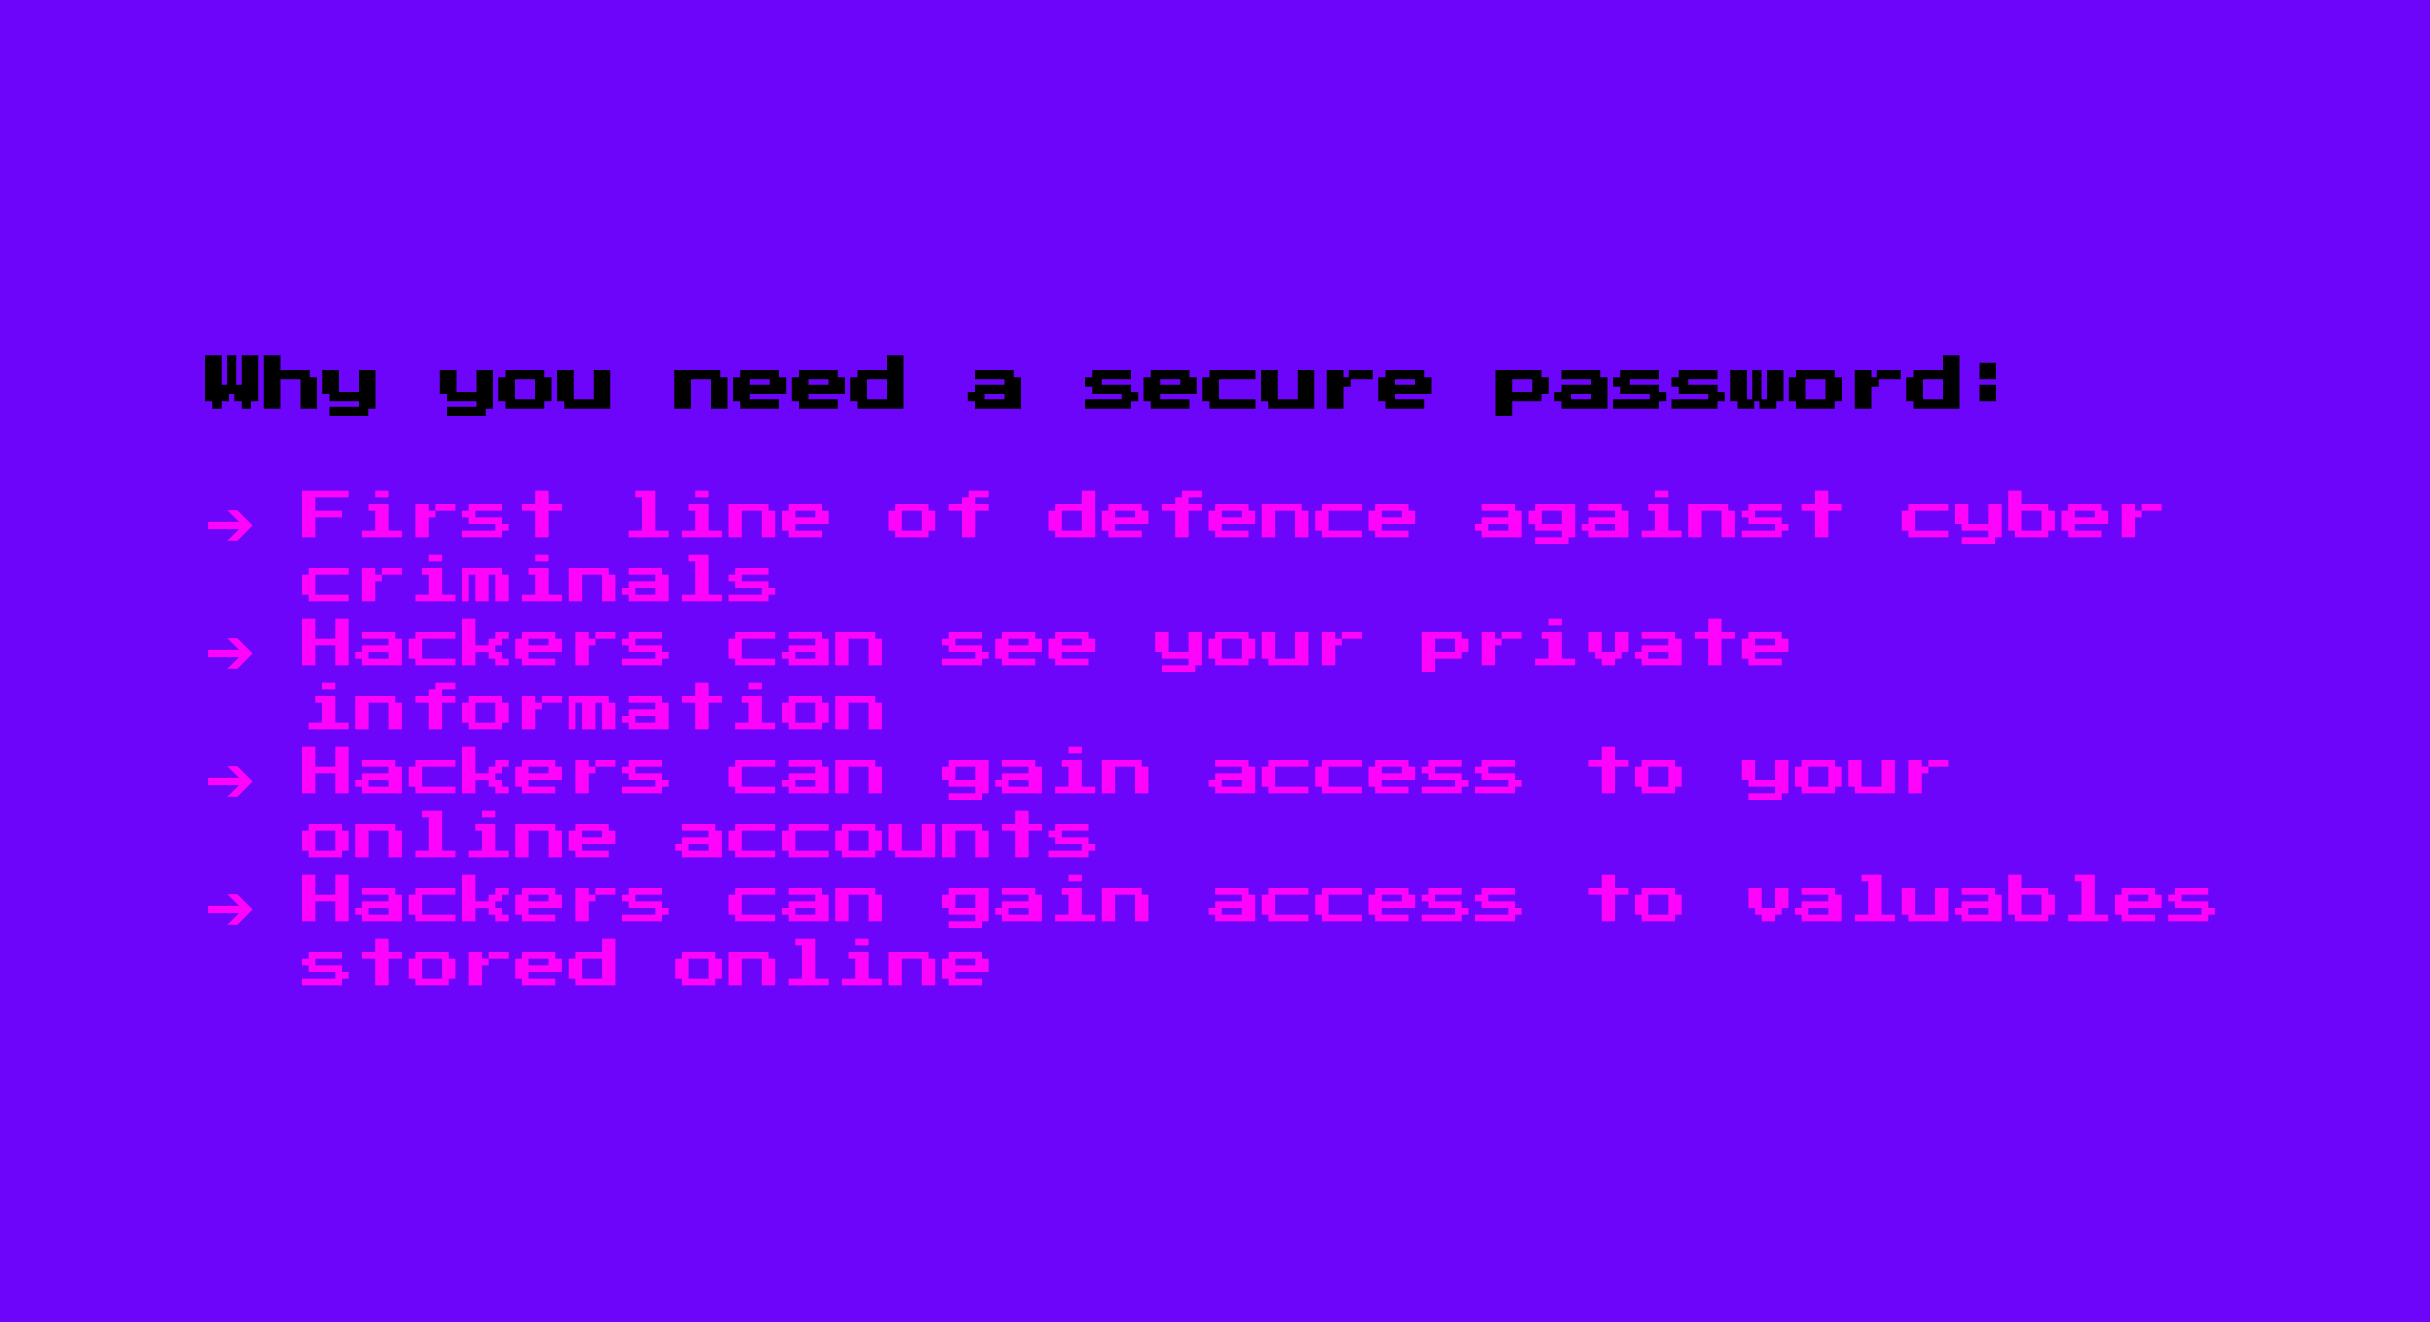 Why you need a secure password:
→ First line of defence against cyber
criminals
→ Hackers can see your private
information
→ Hackers can gain access to your
online accounts
→ Hackers can gain access to valuables
stored online